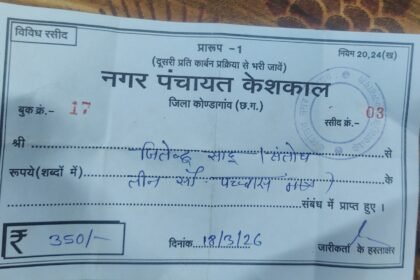 विविध रसीद
प्रारूप -1
नियम 20,24(ख)
(दूसरी प्रति कार्बन प्रक्रिया से भरी जावें)
नगर पंचायत केशकाल
जिला कोण्डागांव (छ.ग.)
बुक क्रं.- 17
रसीद क्रं.- 03
श्री जितेन्द्र साहू (संतोष से
रूपये(शब्दों में) तीन सौ पच्चास मात्र) के
संबंध में प्राप्त हुए ।
₹ 350/-
दिनांक 18/3/26
जारीकर्ता के हस्ताक्षर